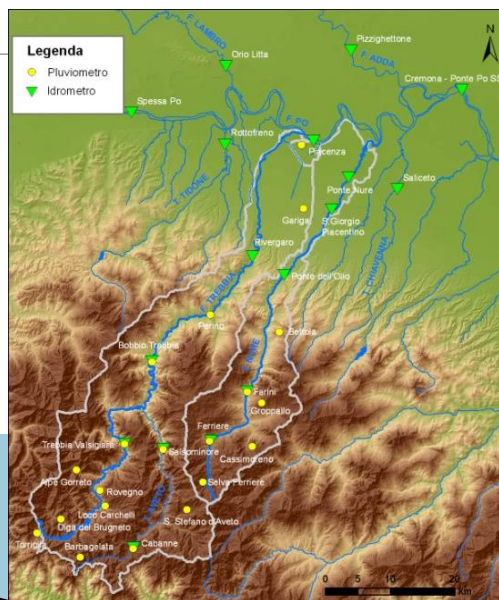 F. LAMBRO
Pizzighettone
N
Legenda
Pluviometro
Idrometro
Orio Litta
F. ADDA
Cremona - Ponte Po SS
Spessa Po
Rottofreno
F. PO
Piacenza
T. TIDONE
Ponte Nure
Saliceto
Gariga
S. Giorgio
Piacentino
Rivergaro
Ponte dell'Olio
T. CHIAVENNA
TREBBIA
Perino
Bettola
Bobbio Trebbia
T. NURE
Farini
Groppallo
Trebbia Valsigiara
Ferriere
Salsominore
Cassimoreno
Alpe Gorreto
Rovegno
Selva Ferriere
Loco Carchelli
Diga del Brugneto
S. Stefano d'Aveto
Torriglia
Barbagelata
Cabanne
0
5
10
20
km